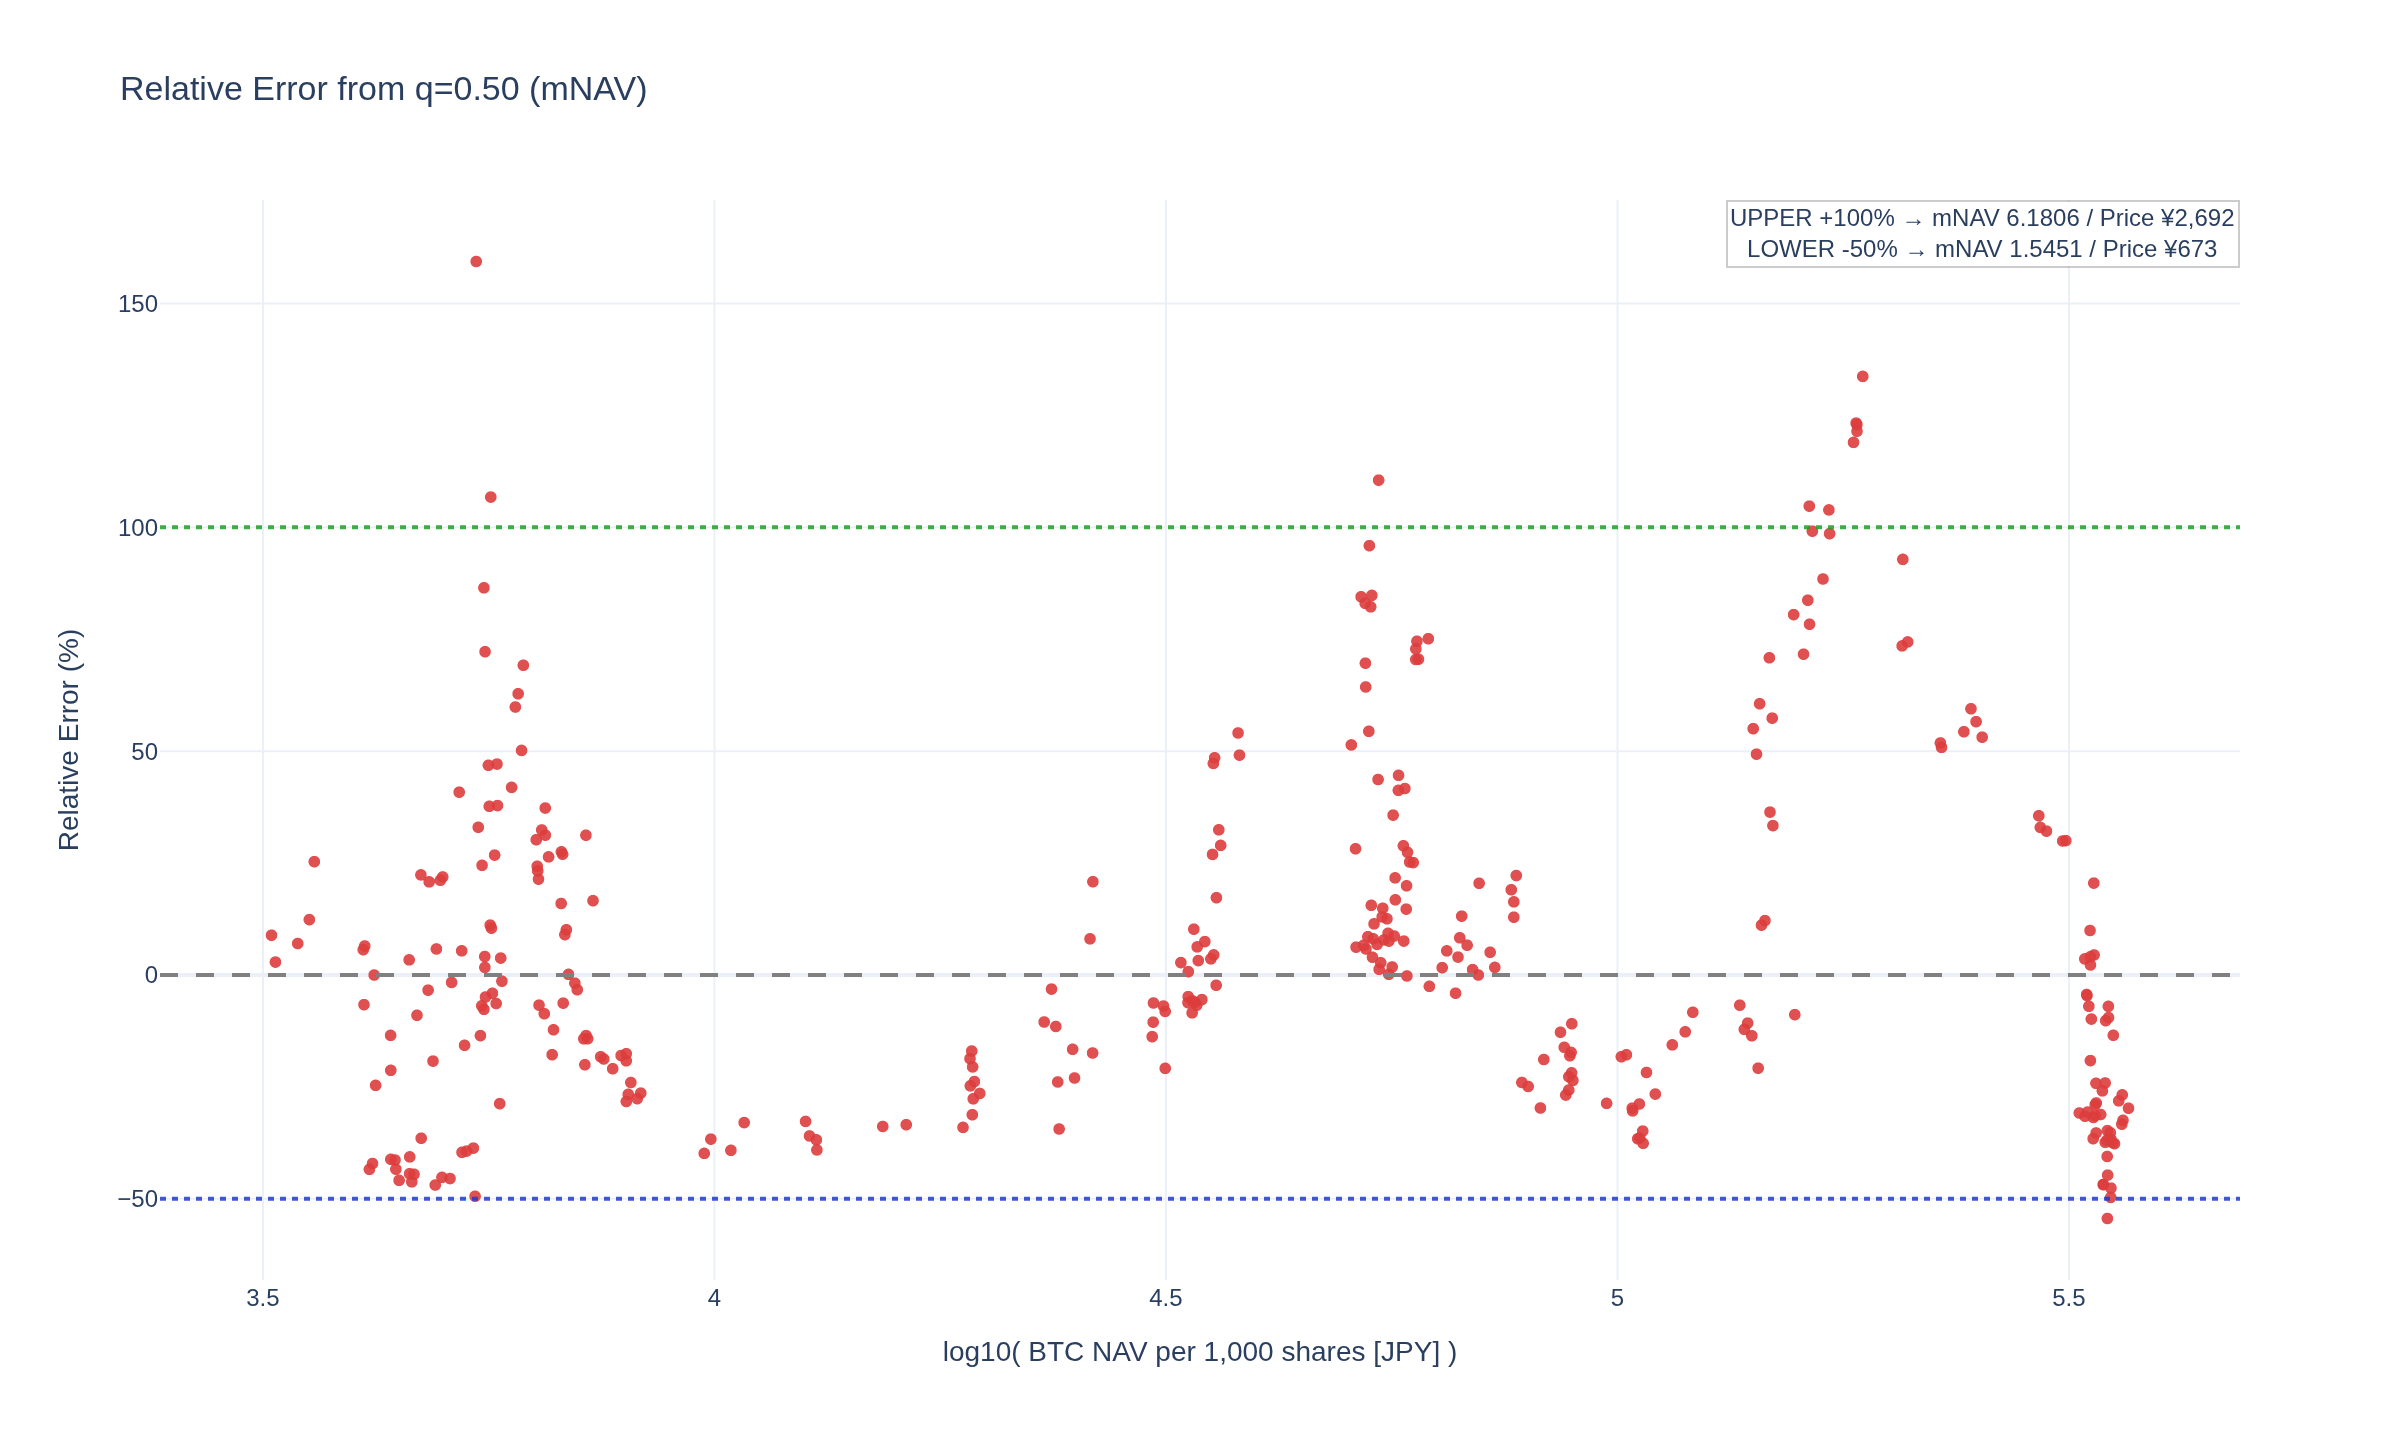 Relative Error from q=0.50 (mNAV)
UPPER +100% → mNAV 6.1806 / Price ¥2,692
LOWER -50% → mNAV 1.5451 / Price ¥673
150
100
50
0
−50
Relative Error (%)
3.5 4 4.5 5 5.5
log10( BTC NAV per 1,000 shares [JPY] )